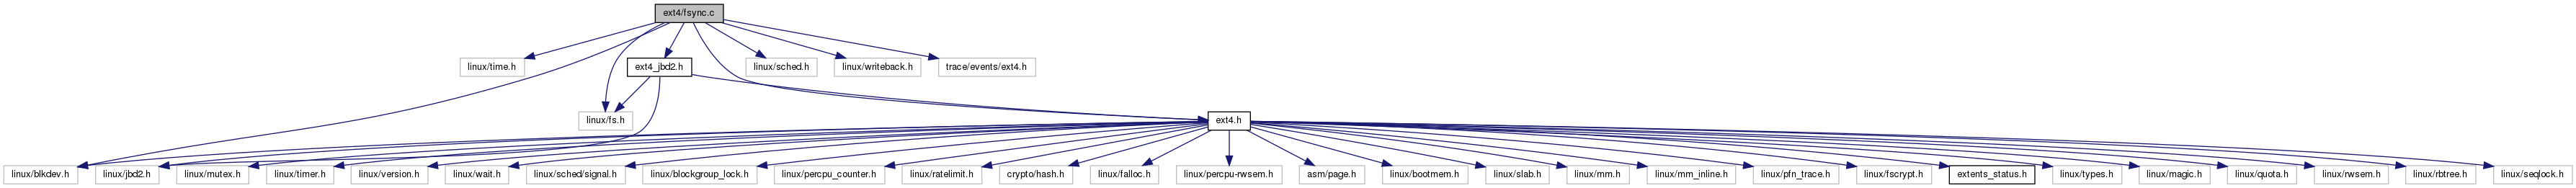 ext4/fsync.c
linux/time.h
ext4_jbd2.h
linux/sched.h
linux/writeback.h
trace/events/ext4.h
linux/fs.h
ext4.h
linux/blkdev.h
linux/jbd2.h
linux/mutex.h
linux/timer.h
linux/version.h
linux/wait.h
linux/sched/signal.h
linux/blockgroup_lock.h
linux/percpu_counter.h
linux/ratelimit.h
crypto/hash.h
linux/falloc.h
linux/percpu-rwsem.h
asm/page.h
linux/bootmem.h
linux/slab.h
linux/mm.h
linux/mm_inline.h
linux/pfn_trace.h
linux/fscrypt.h
extents_status.h
linux/types.h
linux/magic.h
linux/quota.h
linux/rwsem.h
linux/rbtree.h
linux/seqlock.h